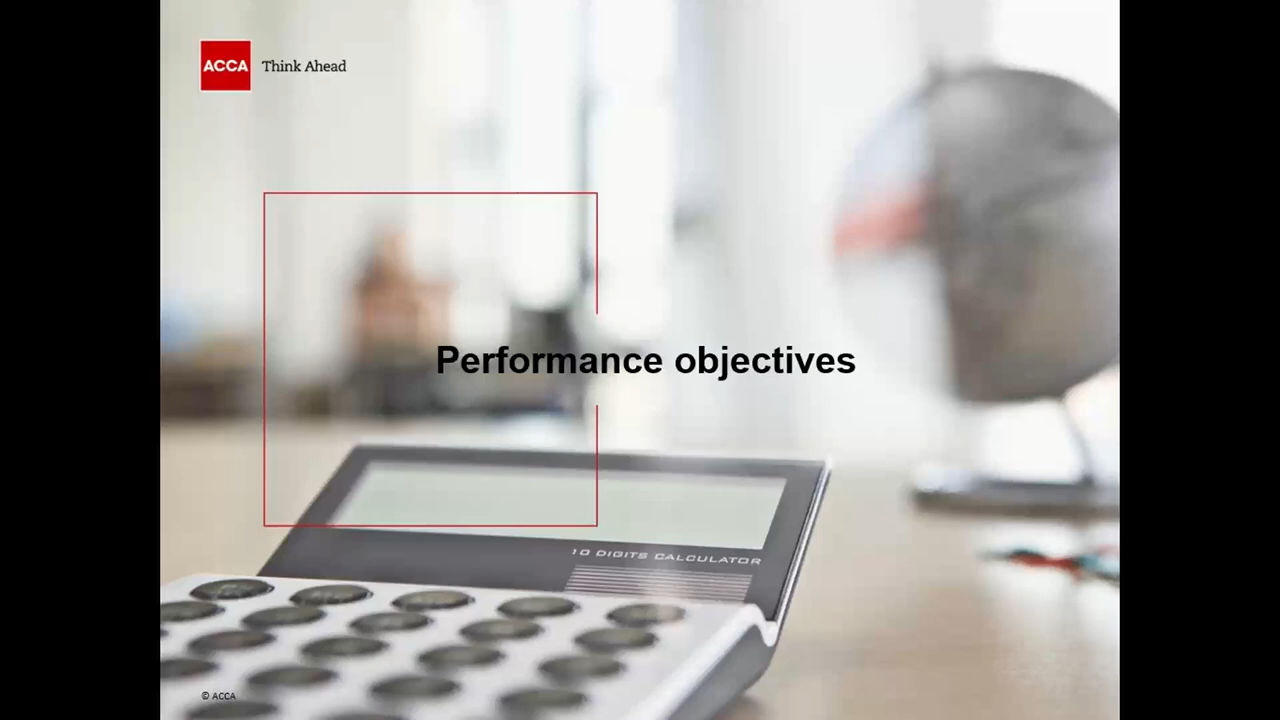 ACCA Think Ahead
Performance objectives
10 DIGITS CALCULATOR
© ACCA